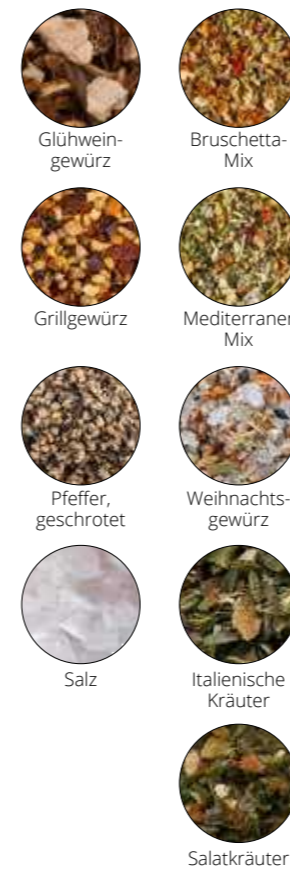 Glühwein-
gewürz
Bruschetta-
Mix
Grillgewürz
Mediterraner
Mix
Pfeffer,
geschrotet
Weihnachts-
gewürz
Salz
Italienische
Kräuter
Salatkräuter